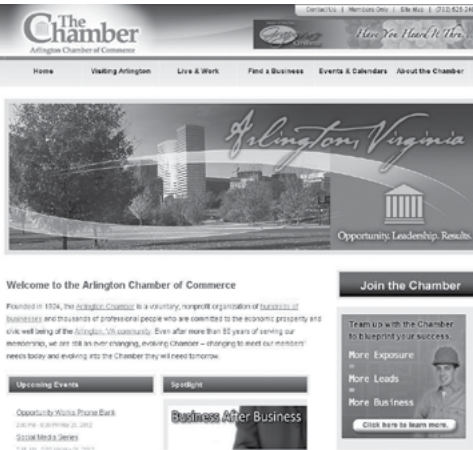 Contact Us | Members Only | Site Map |
The
Chamber
Arlington Chamber of Commerce
Have You Heard It Thru
Home Visiting Arlington Live & Work Find a Business Events & Calendars About the Chamber
Arlington, Virginia
Opportunity. Leadership. Results.
Welcome to the Arlington Chamber of Commerce
Join the Chamber
Founded in 1924, the Arlington Chamber is a voluntary, nonprofit organization of hundreds of
businesses and thousands of professional people who are committed to the economic prosperity and
civic well being of the Arlington, VA community. Even after more than 80 years of serving our
membership, we are still an ever changing, evolving Chamber – changing to meet our members'
needs today and evolving into the Chamber they will need tomorrow.
Team up with the Chamber
to blueprint your success.
More Exposure
=
More Leads
=
More Business
Click here to learn more.
Upcoming Events
Spotlight
Opportunity Works Phone Bank
Business After Business
Social Media Series